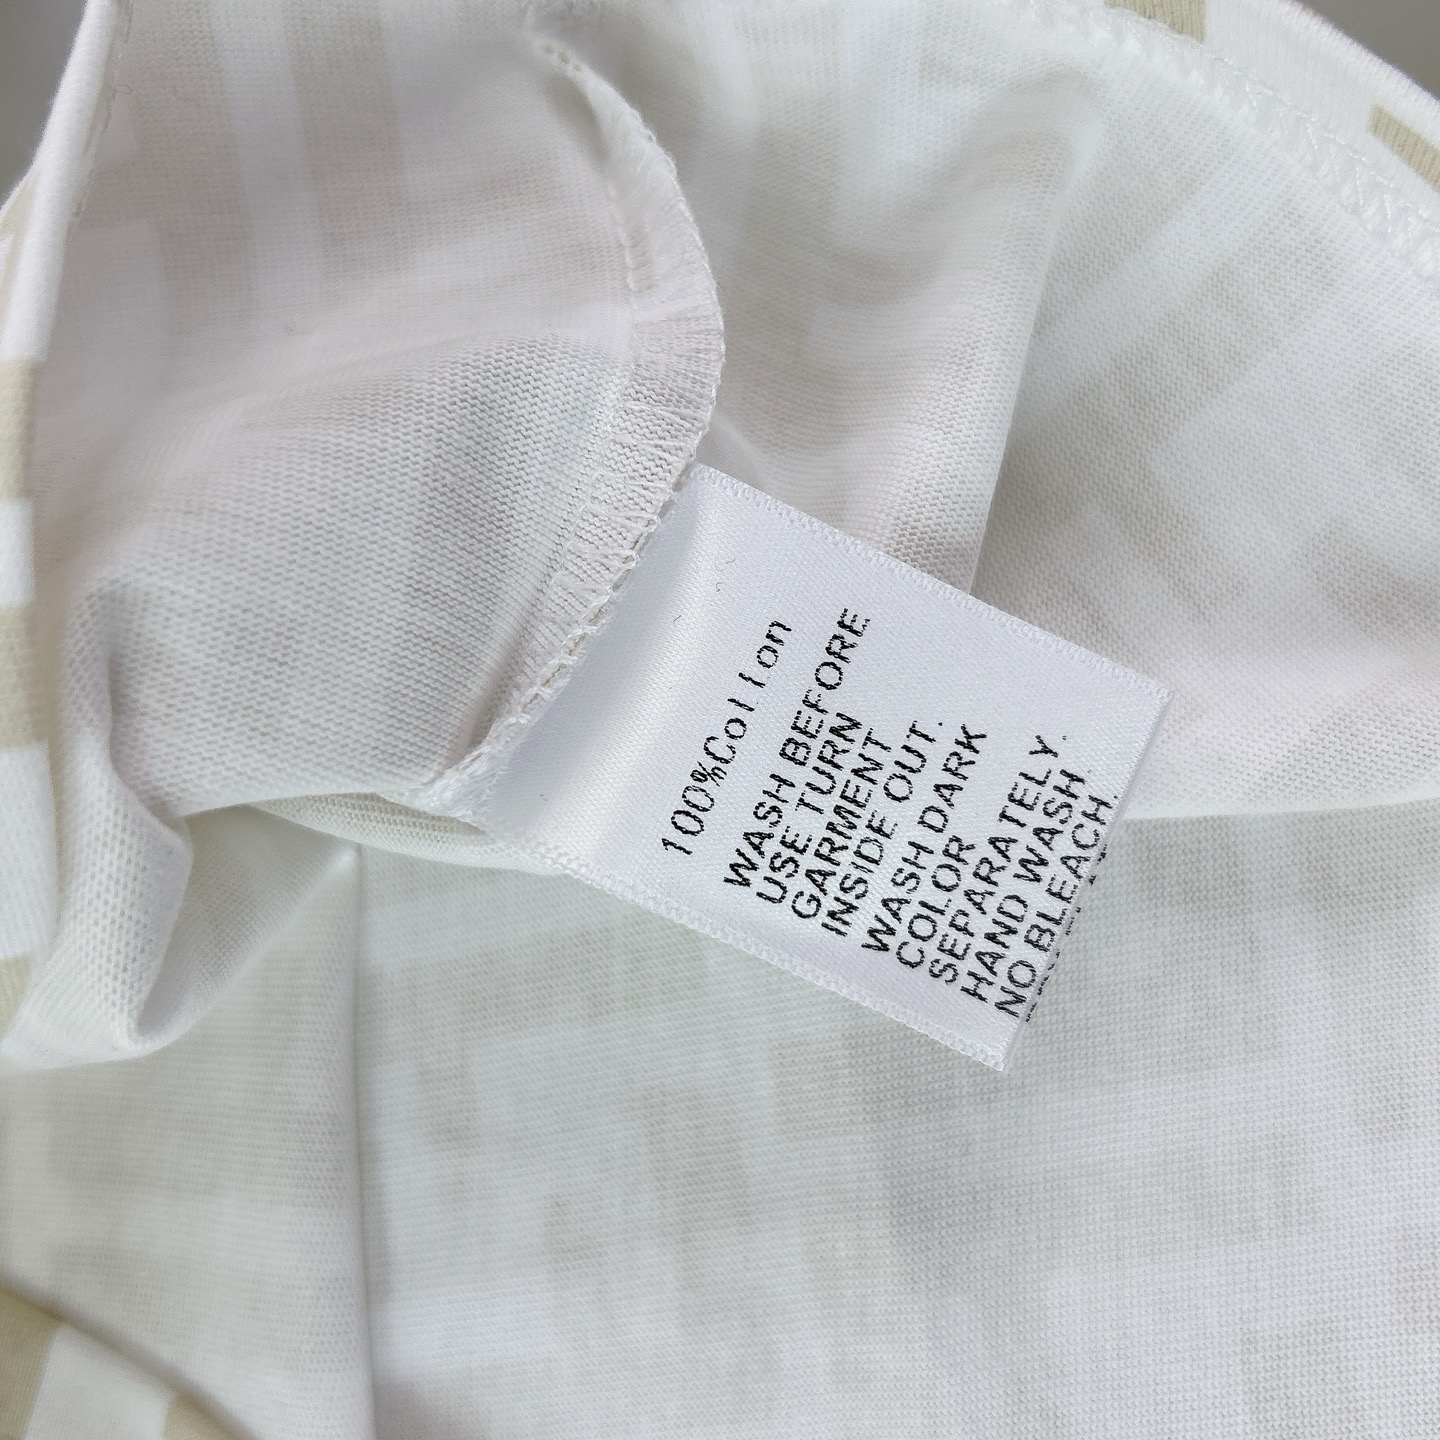 100%Cotton
WASH BEFORE
USE TURN
GARMENT
INSIDE OUT.
WASH DARK
COLOR
SEPARATELY.
HAND WASH
NO BLEACH.